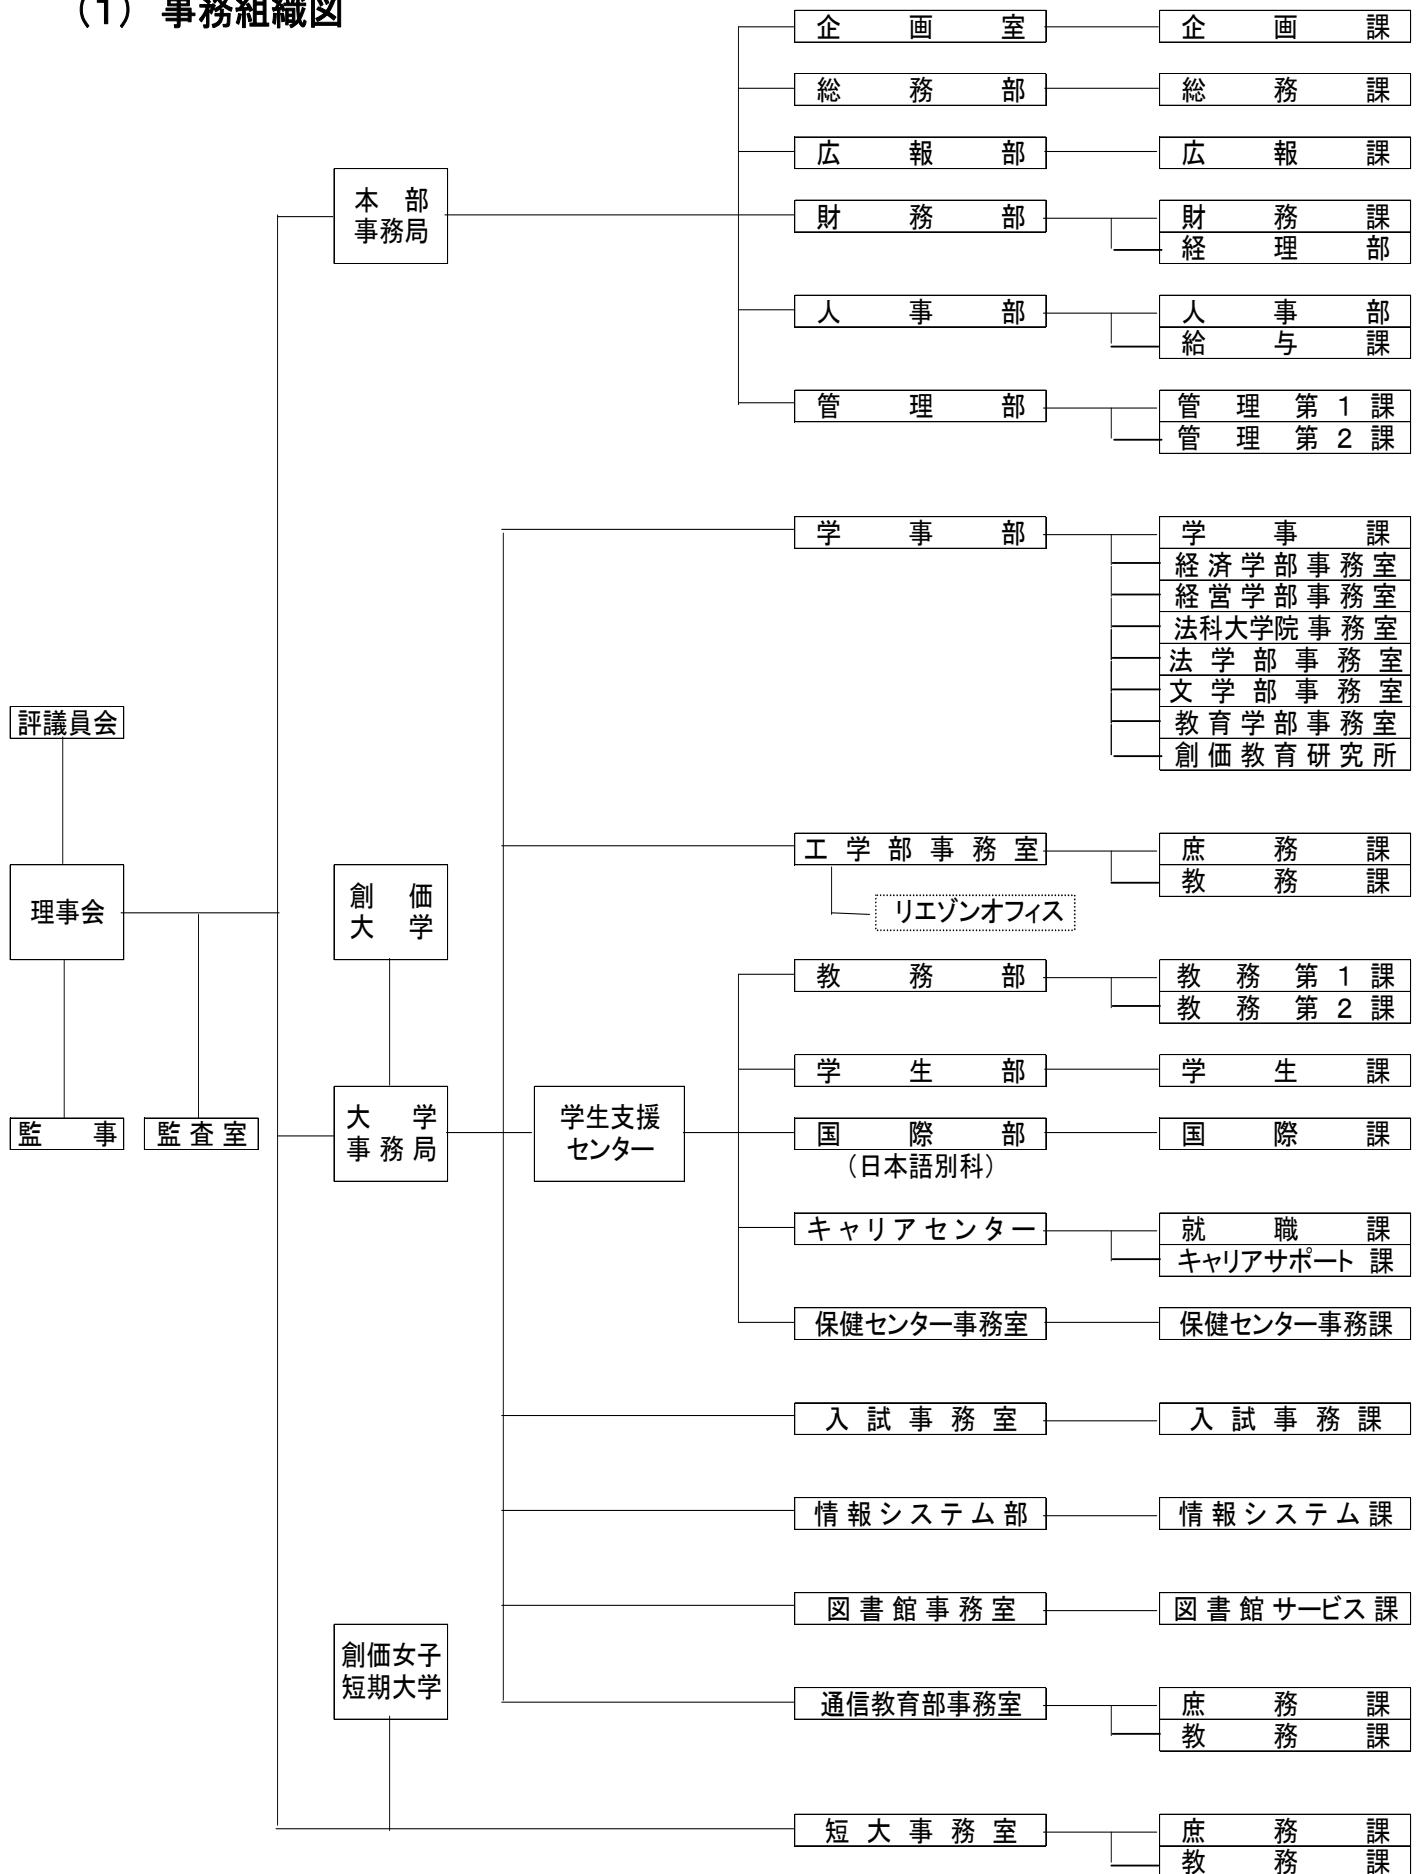 （1） 事務組織図
企画室 企画課
総務部 総務課
広報部 広報課
本部
事務局
財務部 財務課
経理部
人事部 人事部
給与課
管理部 管理第1課
管理第2課
学事部 学事課
経済学部事務室
経営学部事務室
法科大学院事務室
法学部事務室
文学部事務室
教育学部事務室
創価教育研究所
評議員会
理事会
監事 監査室
創価
大学
工学部事務室 庶務課
教務課
リエゾンオフィス
大学
事務局
学生支援
センター
教務部 教務第1課
教務第2課
学生部 学生課
国際部 国際課
（日本語別科）
キャリアセンター 就職課
キャリアサポート課
保健センター事務室 保健センター事務課
入試事務室 入試事務課
情報システム部 情報システム課
図書館事務室 図書館サービス課
創価女子
短期大学
通信教育部事務室 庶務課
教務課
短大事務室 庶務課
教務課